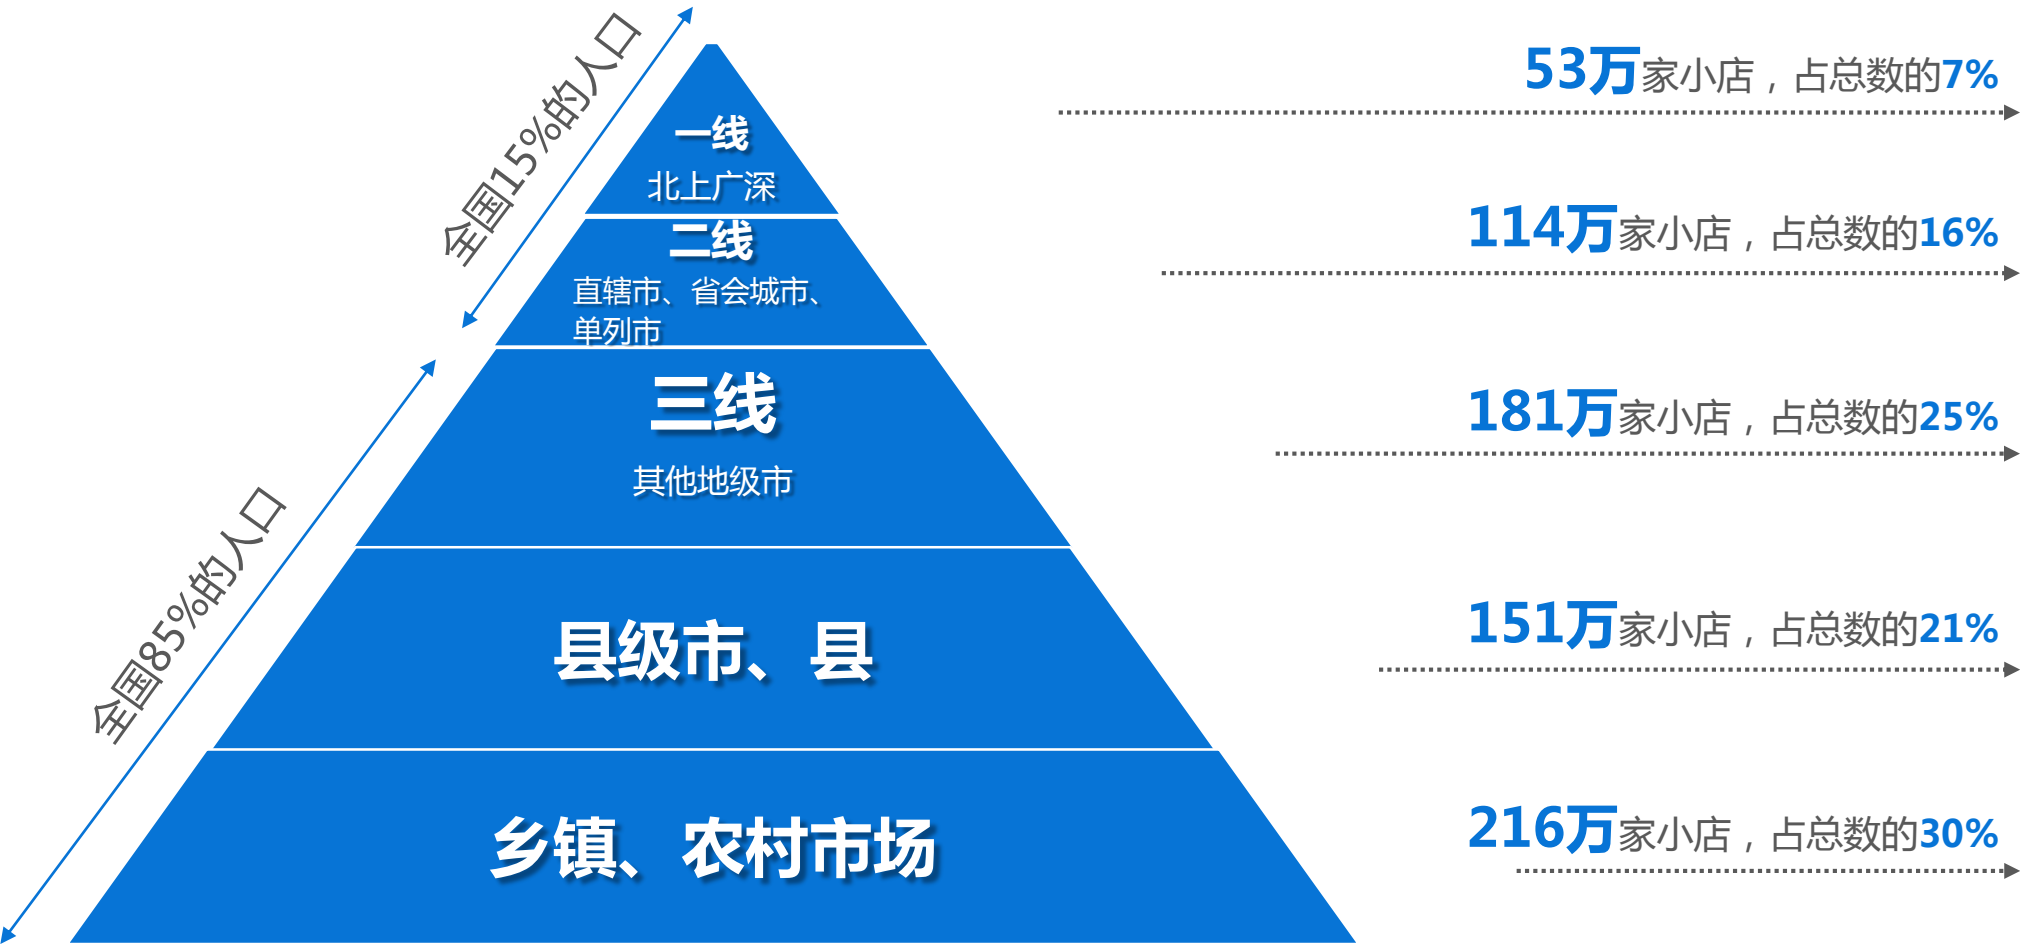 全国15%的人口
一线
北上广深
53万家小店，占总数的7%
二线
直辖市、省会城市、
单列市
114万家小店，占总数的16%
三线
其他地级市
181万家小店，占总数的25%
全国85%的人口
县级市、县
151万家小店，占总数的21%
乡镇、农村市场
216万家小店，占总数的30%